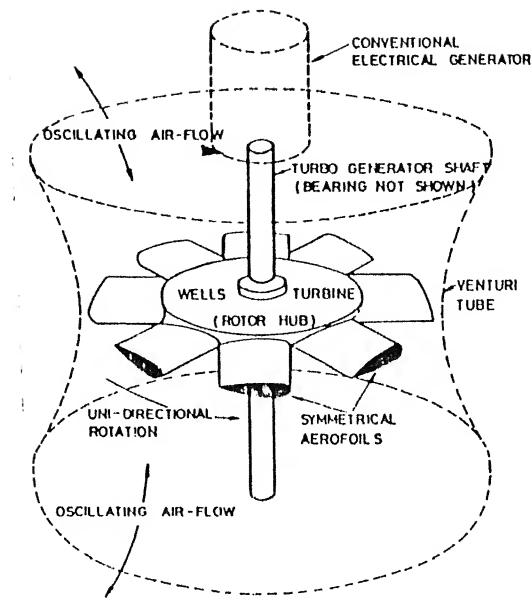 CONVENTIONAL
ELECTRICAL GENERATOR
OSCILLATING AIR-FLOW
TURBO GENERATOR SHAFT
(BEARING NOT SHOWN)
WELLS TURBINE
(ROTOR HUB)
VENTURI
TUBE
UNI-DIRECTIONAL
ROTATION
SYMMETRICAL
AEROFOILS
OSCILLATING AIR-FLOW